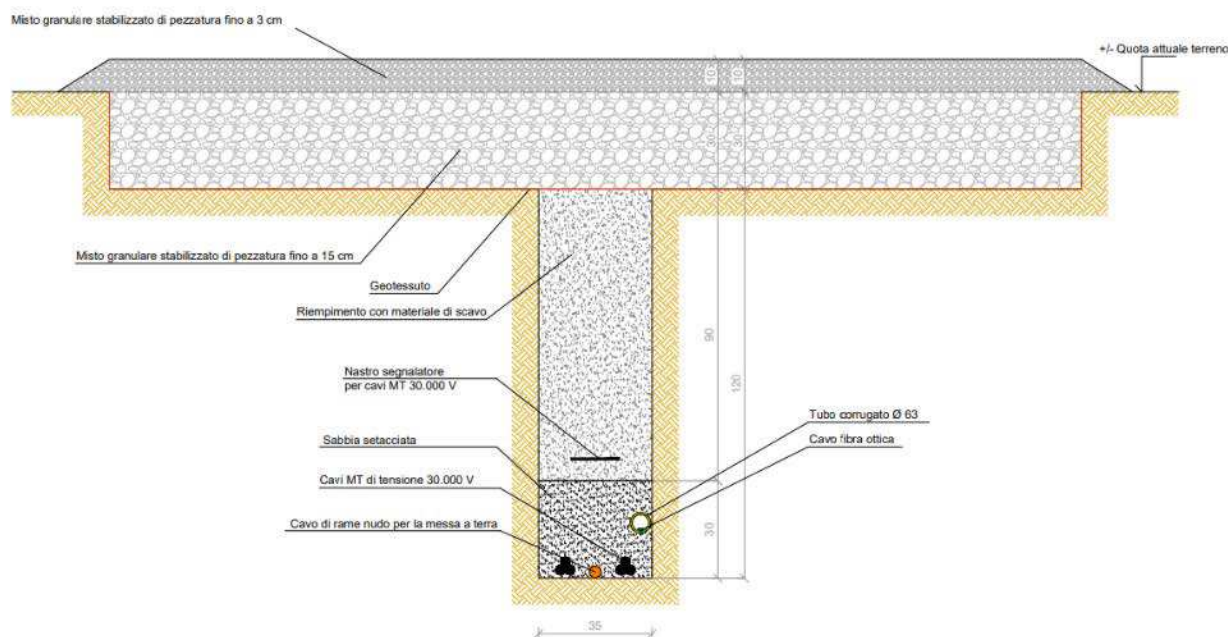 Misto granulare stabilizzato di pezzatura fino a 3 cm
+/- Quota attuale terreno
10
10
30
30
Misto granulare stabilizzato di pezzatura fino a 15 cm
Geotessuto
Riempimento con materiale di scavo
90
120
Nastro segnalatore
per cavi MT 30.000 V
Tubo corrugato Ø 63
Sabbia setacciata
Cavo fibra ottica
Cavi MT di tensione 30.000 V
Cavo di rame nudo per la messa a terra
30
35